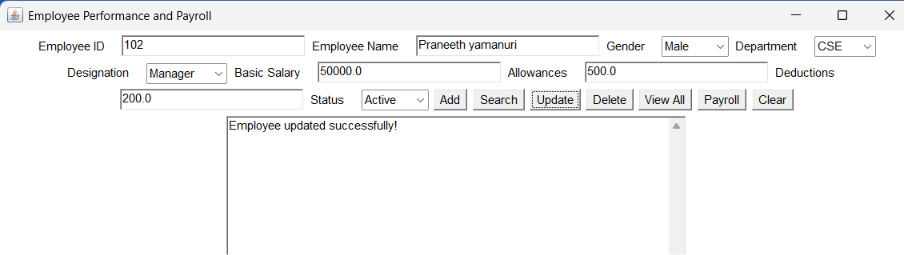 Employee Performance and Payroll
Employee ID 102 Employee Name Praneeth yamanuri Gender Male Department CSE
Designation Manager Basic Salary 50000.0 Allowances 500.0 Deductions
200.0 Status Active Add Search Update Delete View All Payroll Clear
Employee updated successfully!